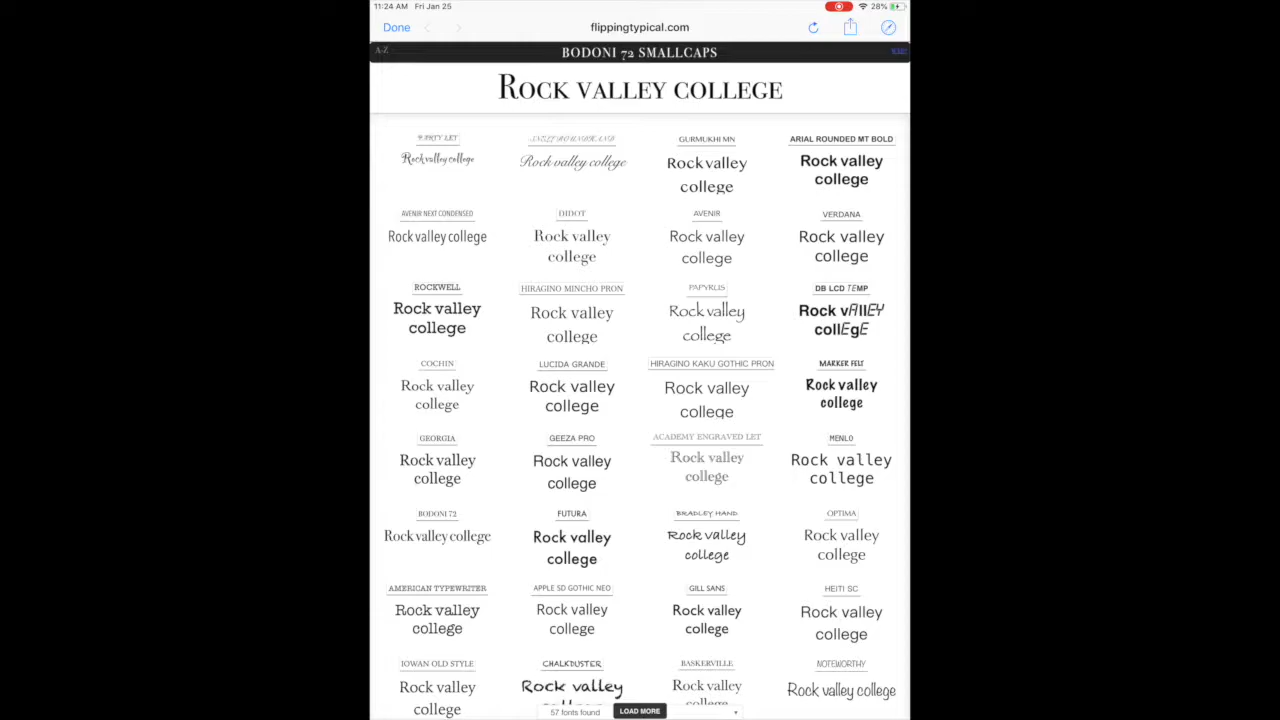 11:24 AM Fri Jan 25
28%
Done
flippingtypical.com
A-Z
BODONI 72 SMALLCAPS
Rock valley college
PARTY LET
Rock valley college
SNELL ROUNDHAND
Rock valley college
GURMUKHI MN
Rock valley
college
ARIAL ROUNDED MT BOLD
Rock valley
college
AVENIR NEXT CONDENSED
Rock valley college
DIDOT
Rock valley
college
AVENIR
Rock valley
college
VERDANA
Rock valley
college
ROCKWELL
Rock valley
college
HIRAGINO MINCHO PRON
Rock valley
college
PAPYRUS
Rock valley
college
DB LCD TEMP
Rock vAllEY
collEgE
COCHIN
Rock valley
college
LUCIDA GRANDE
Rock valley
college
HIRAGINO KAKU GOTHIC PRON
Rock valley
college
MARKER FELT
Rock valley
college
GEORGIA
Rock valley
college
GEEZA PRO
Rock valley
college
ACADEMY ENGRAVED LET
Rock valley
college
MENLO
Rock valley
college
BODONI 72
Rock valley college
FUTURA
Rock valley
college
BRADLEY HAND
Rock valley
college
OPTIMA
Rock valley
college
AMERICAN TYPEWRITER
Rock valley
college
APPLE SD GOTHIC NEO
Rock valley
college
GILL SANS
Rock valley
college
HEITI SC
Rock valley
college
IOWAN OLD STYLE
Rock valley
college
CHALKDUSTER
Rock valley
BASKERVILLE
Rock valley
college
NOTEWORTHY
Rock valley college
57 fonts found
LOAD MORE